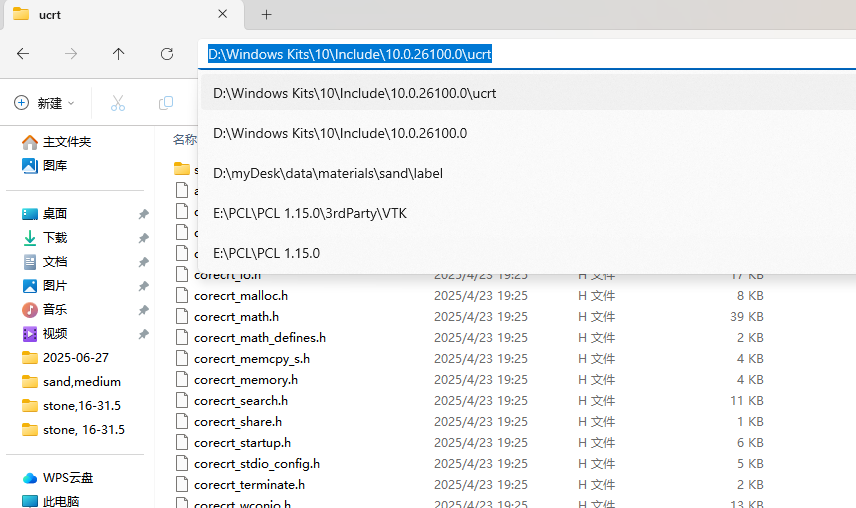 ucrt
D:\Windows Kits\10\Include\10.0.26100.0\ucrt
D:\Windows Kits\10\Include\10.0.26100.0\ucrt
新建
D:\Windows Kits\10\Include\10.0.26100.0
主文件夹
名称
图库
D:\myDesk\data\materials\sand\label
桌面
E:\PCL\PCL 1.15.0\3rdParty\VTK
下载
文档
E:\PCL\PCL 1.15.0
corecrt_io.h 2025/4/23 19:25 H 文件 17 KB
图片
corecrt_malloc.h 2025/4/23 19:25 H 文件 8 KB
音乐
corecrt_math.h 2025/4/23 19:25 H 文件 39 KB
视频
corecrt_math_defines.h 2025/4/23 19:25 H 文件 2 KB
2025-06-27
corecrt_memcpy_s.h 2025/4/23 19:25 H 文件 4 KB
sand,medium
corecrt_memory.h 2025/4/23 19:25 H 文件 4 KB
stone,16-31.5
corecrt_search.h 2025/4/23 19:25 H 文件 11 KB
corecrt_share.h 2025/4/23 19:25 H 文件 1 KB
stone, 16-31.5
corecrt_startup.h 2025/4/23 19:25 H 文件 6 KB
corecrt_stdio_config.h 2025/4/23 19:25 H 文件 5 KB
WPS云盘
corecrt_terminate.h 2025/4/23 19:25 H 文件 2 KB
此电脑
corecrt_wconio.h 2025/4/23 19:25 H 文件 13 KB